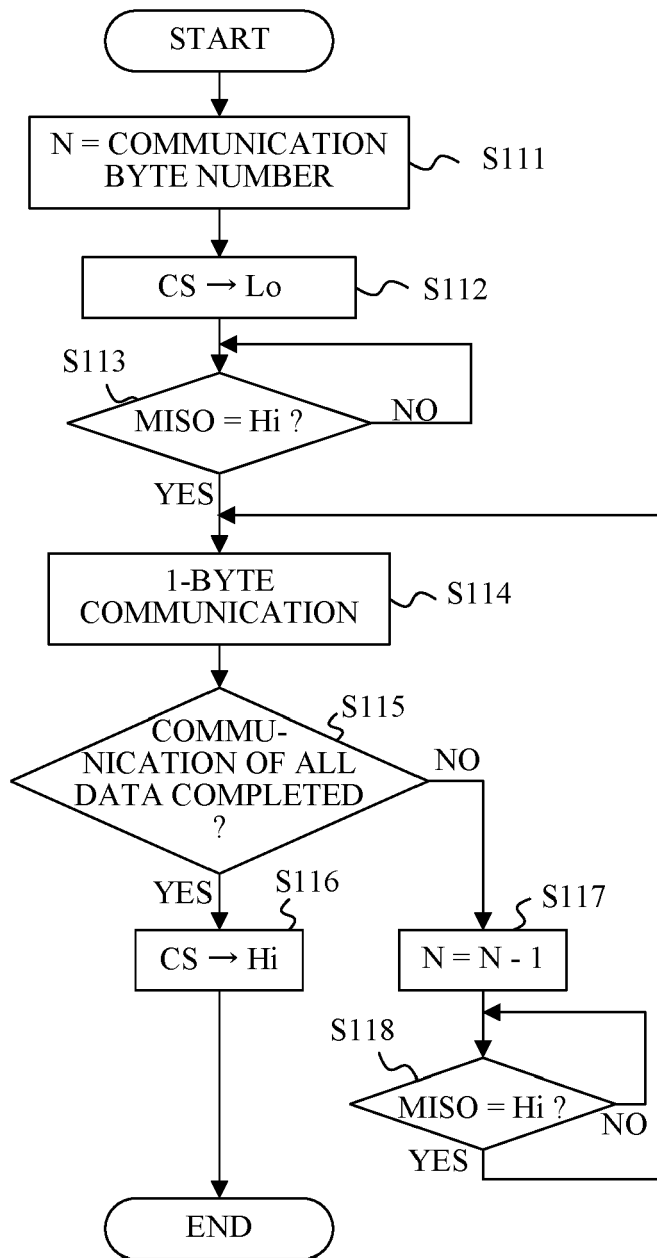 START
N = COMMUNICATION
BYTE NUMBER
S111
CS → Lo
S112
S113
MISO = Hi ?
NO
YES
1-BYTE
COMMUNICATION
S114
S115
COMMU-
NICATION OF ALL
DATA COMPLETED
?
NO
YES
S116
CS → Hi
S117
N = N - 1
S118
MISO = Hi ?
NO
YES
END